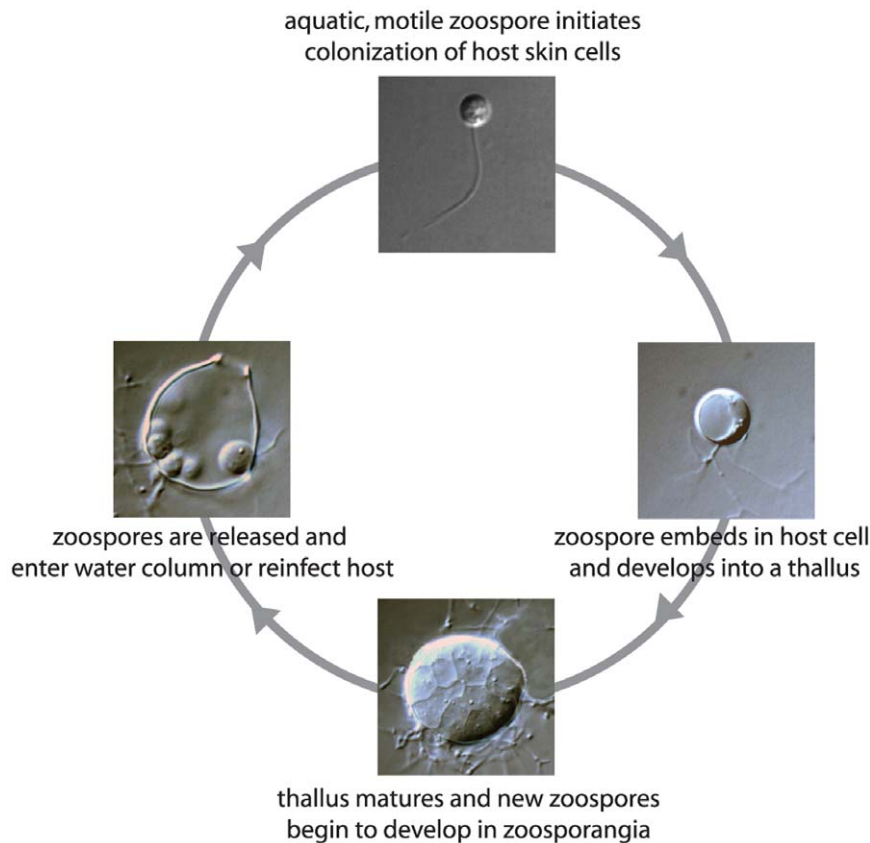 aquatic, motile zoospore initiates
colonization of host skin cells
zoospore embeds in host cell
and develops into a thallus
thallus matures and new zoospores
begin to develop in zoosporangia
zoospores are released and
enter water column or reinfect host